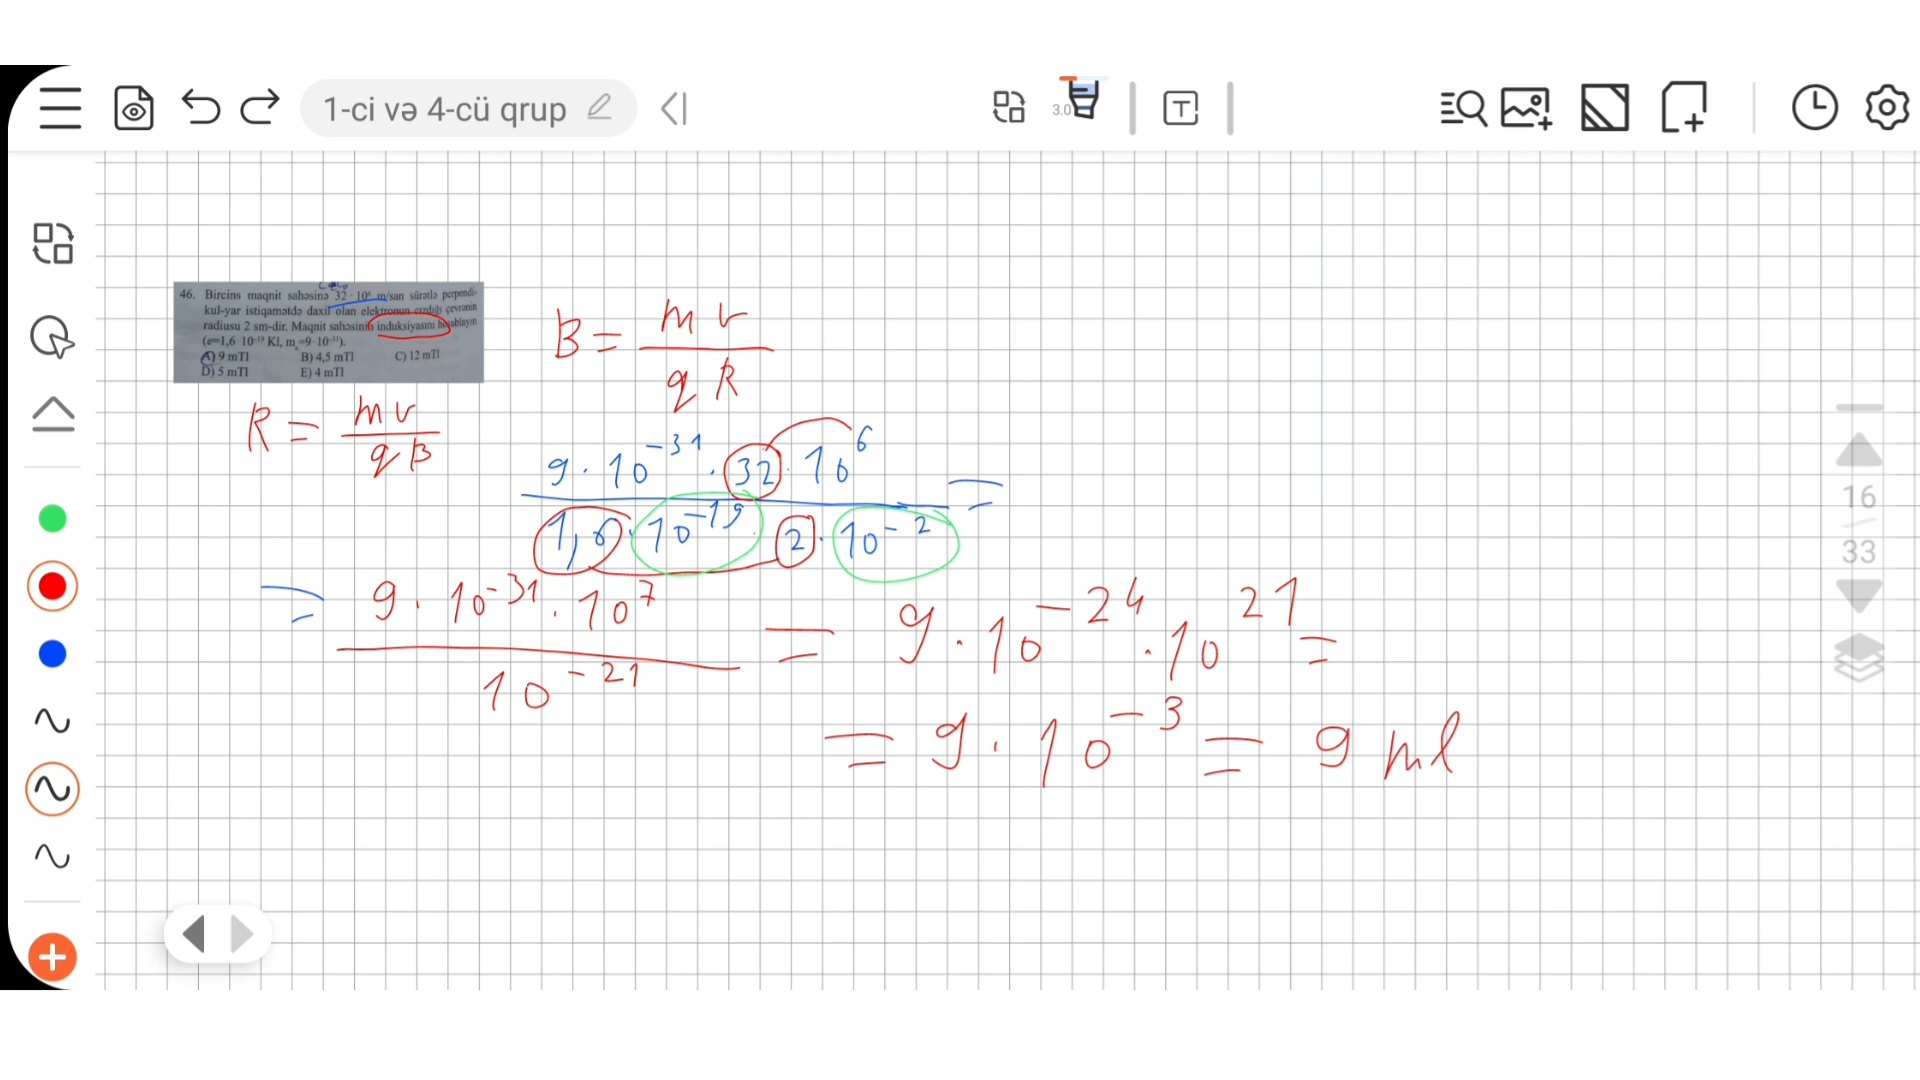 1-ci və 4-cü qrup
3.0
T
46. Bircins maqnit sahəsinə 32 · 10⁶ m/san sürətlə perpendi-
kul-yar istiqamətdə daxil olan elektronun cızdığı çevrənin
radiusu 2 sm-dir. Maqnit sahəsinin induksiyasını hesablayın
(e=1,6 10⁻¹⁹ Kl, mₑ=9 10⁻³¹).
A) 9 mTl B) 4,5 mTl C) 12 mTl
D) 5 mTl E) 4 mTl
B = mv / qR
R = mv / qB
9 · 10⁻³¹ · 32 · 10⁶ =
1,6 · 10⁻¹⁹ · 2 · 10⁻²
= 9 · 10⁻³¹ · 10⁷ / 10⁻²¹ = 9 · 10⁻²⁴ · 10²¹ =
= 9 · 10⁻³ = 9 ml
16
33